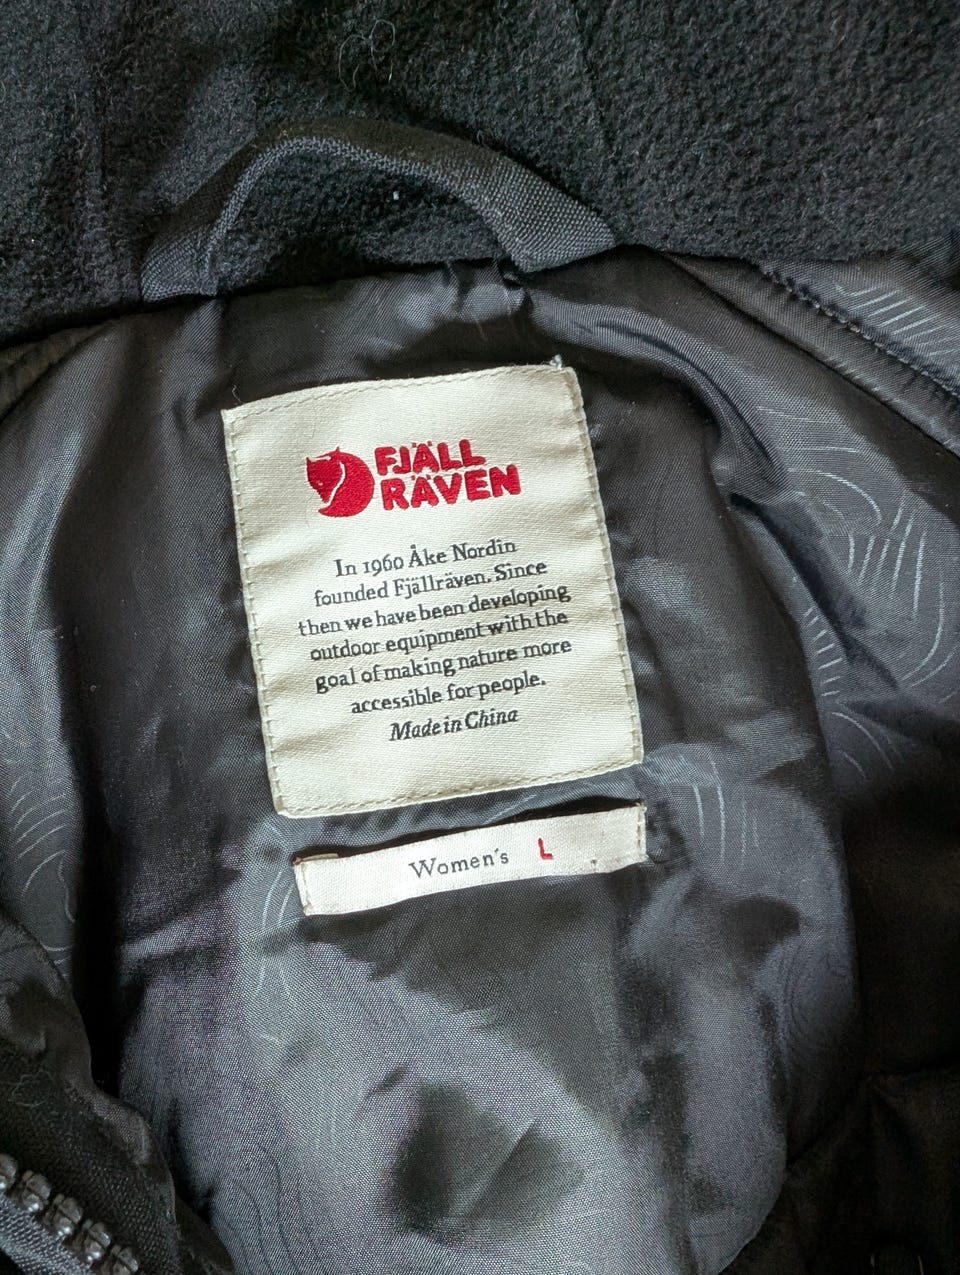 FJÄLL
RÄVEN
In 1960 Åke Nordin
founded Fjällräven. Since
then we have been developing
outdoor equipment with the
goal of making nature more
accessible for people.
Made in China
Women's L